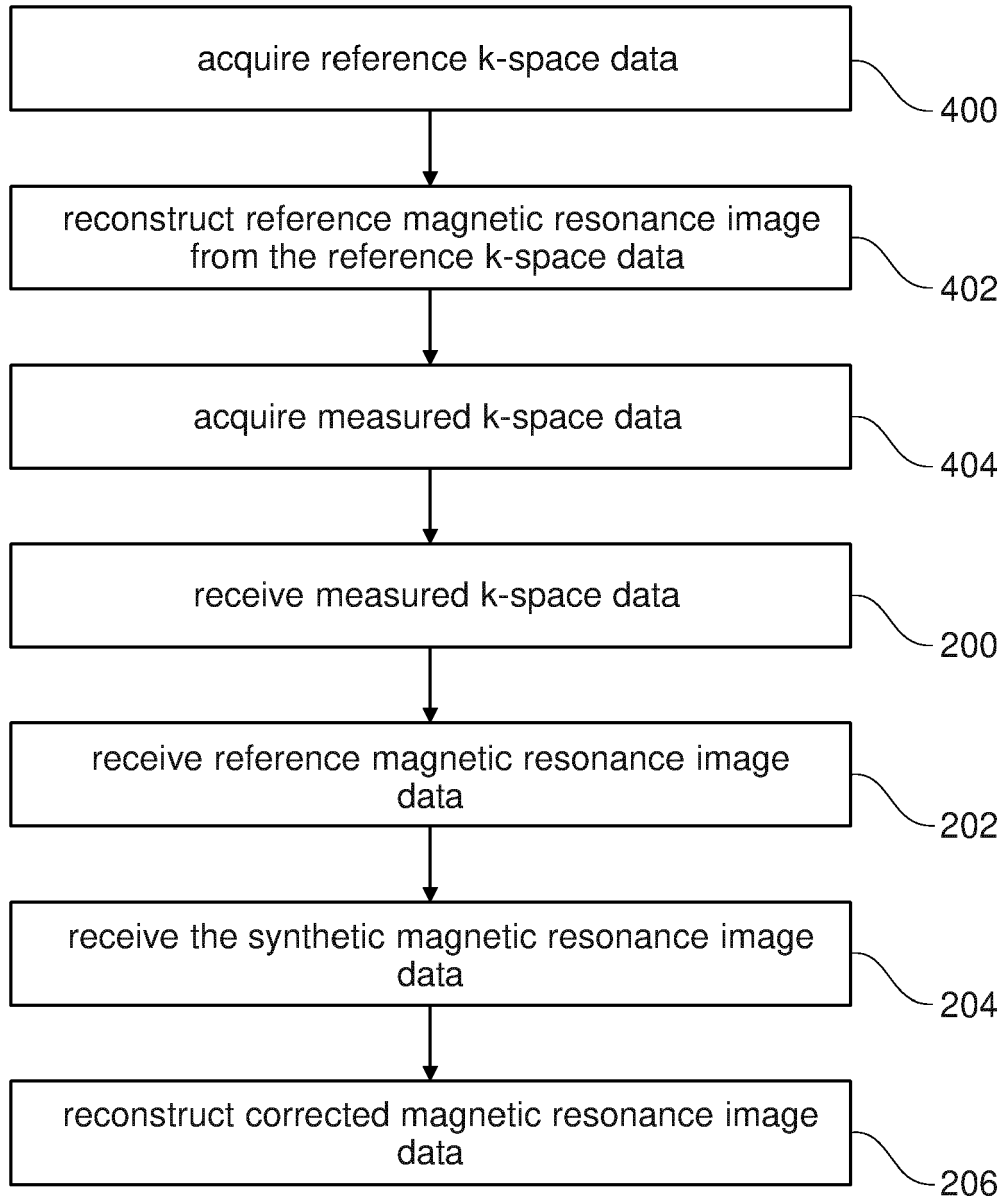 acquire reference k-space data
400
reconstruct reference magnetic resonance image
from the reference k-space data
402
acquire measured k-space data
404
receive measured k-space data
200
receive reference magnetic resonance image
data
202
receive the synthetic magnetic resonance image
data
204
reconstruct corrected magnetic resonance image
data
206